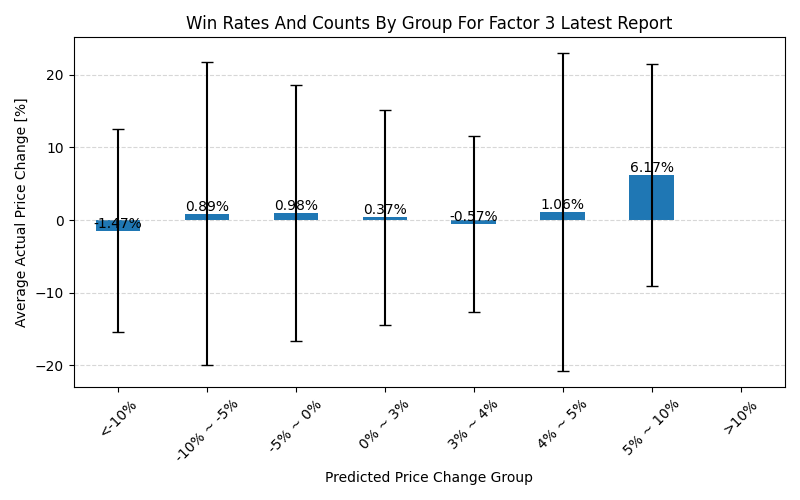 Win Rates And Counts By Group For Factor 3 Latest Report
Average Actual Price Change [%]
20
10
0
−10
−20
-1.47%
0.89%
0.98%
0.37%
-0.57%
1.06%
6.17%
<-10%
-10% ~ -5%
-5% ~ 0%
0% ~ 3%
3% ~ 4%
4% ~ 5%
5% ~ 10%
>10%
Predicted Price Change Group